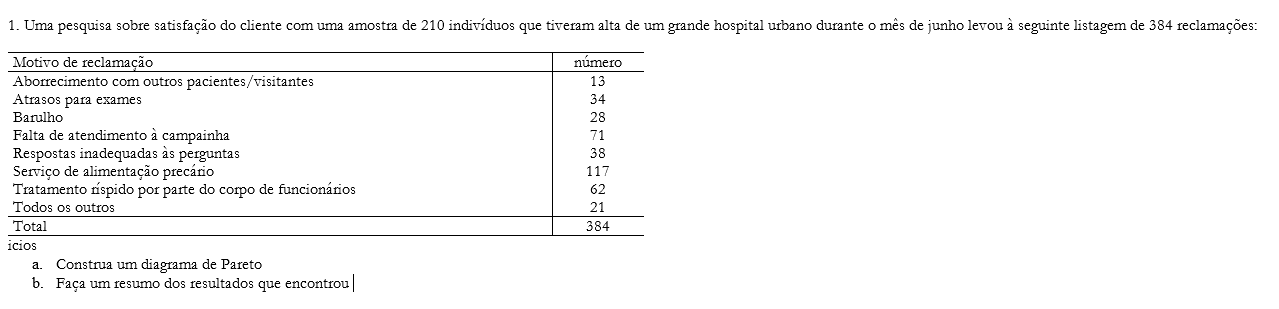 1. Uma pesquisa sobre satisfação do cliente com uma amostra de 210 indivíduos que tiveram alta de um grande hospital urbano durante o mês de junho levou à seguinte listagem de 384 reclamações:
Motivo de reclamação número
Aborrecimento com outros pacientes/visitantes 13
Atrasos para exames 34
Barulho 28
Falta de atendimento à campainha 71
Respostas inadequadas às perguntas 38
Serviço de alimentação precário 117
Tratamento ríspido por parte do corpo de funcionários 62
Todos os outros 21
Total 384
icios
a. Construa um diagrama de Pareto
b. Faça um resumo dos resultados que encontrou